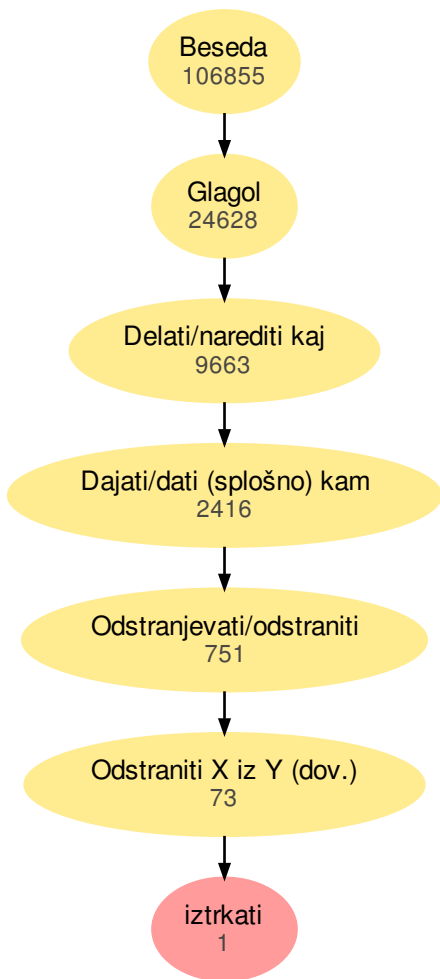 Beseda
106855
Glagol
24628
Delati/narediti kaj
9663
Dajati/dati (splošno) kam
2416
Odstranjevati/odstraniti
751
Odstraniti X iz Y (dov.)
73
iztrkati
1